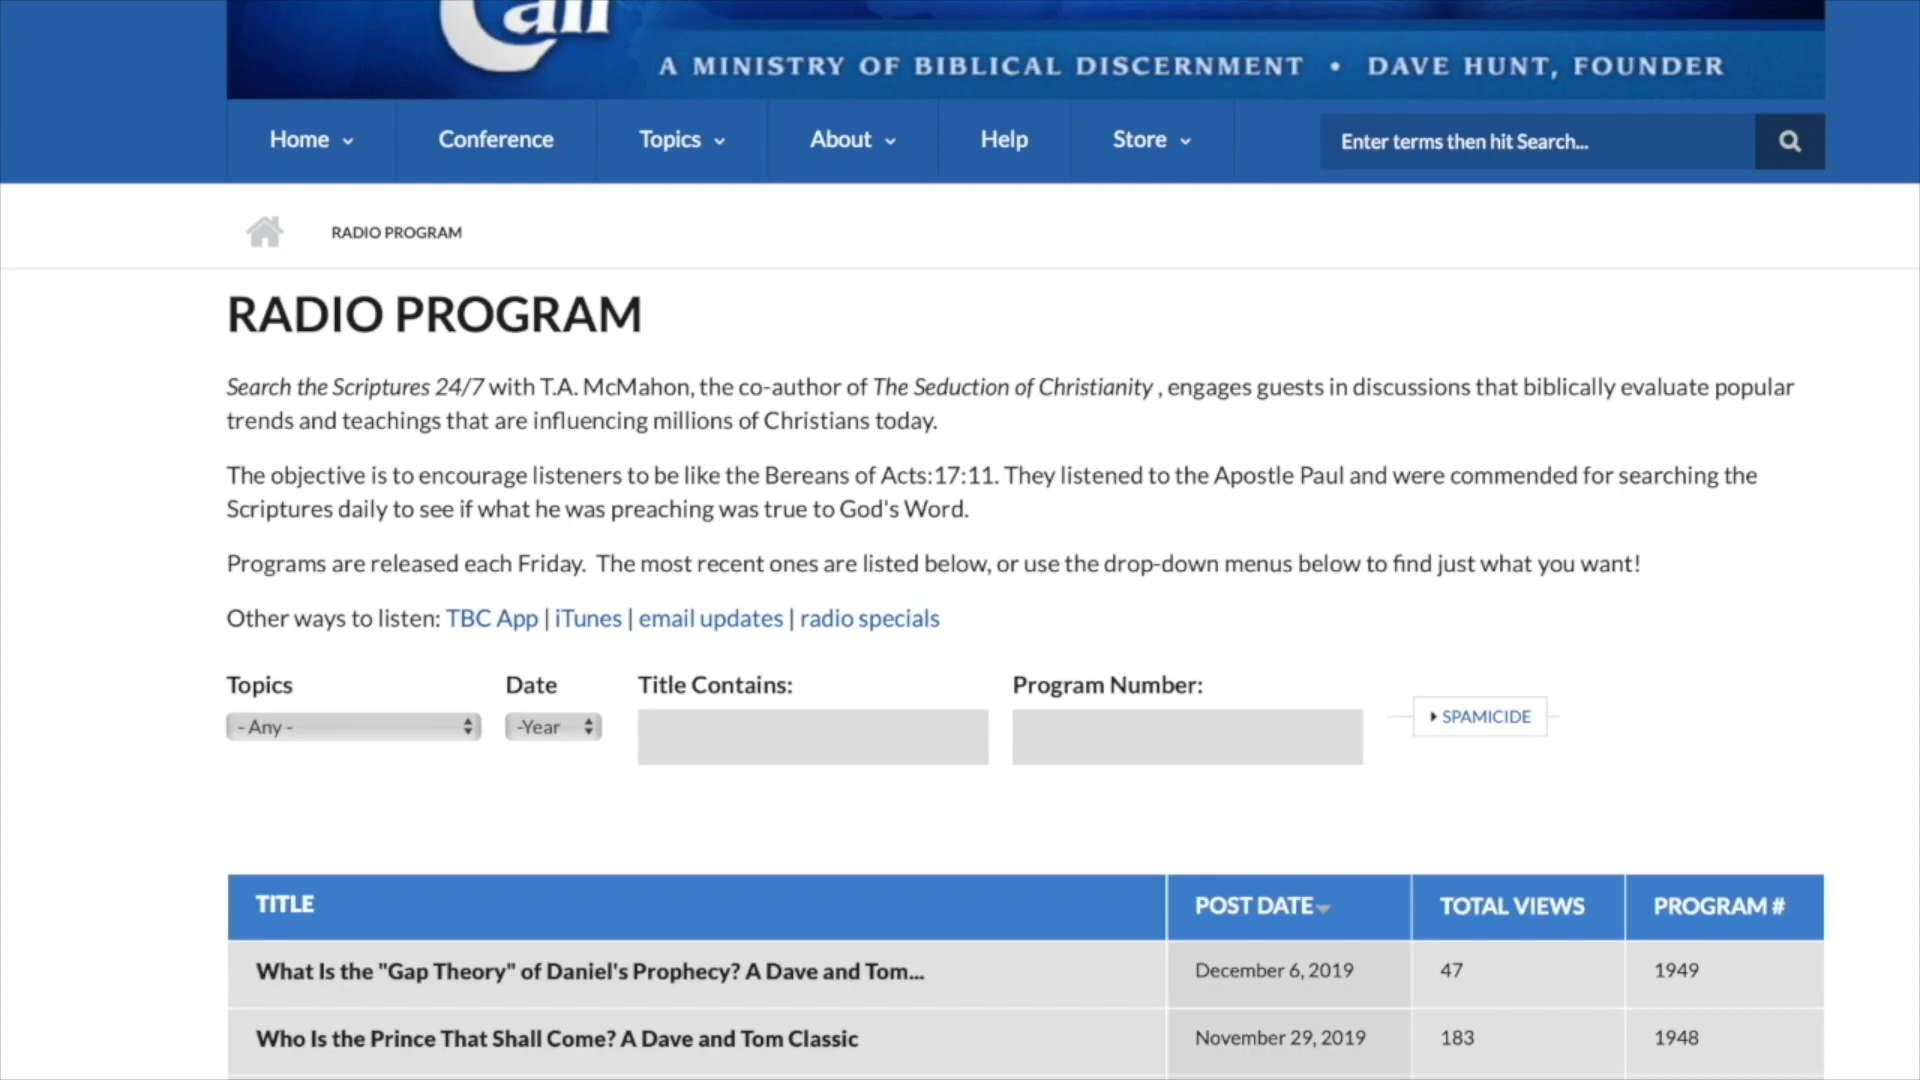 Call
A MINISTRY OF BIBLICAL DISCERNMENT • DAVE HUNT, FOUNDER
Home Conference Topics About Help Store Enter terms then hit Search...
RADIO PROGRAM
RADIO PROGRAM
Search the Scriptures 24/7 with T.A. McMahon, the co-author of The Seduction of Christianity , engages guests in discussions that biblically evaluate popular
trends and teachings that are influencing millions of Christians today.
The objective is to encourage listeners to be like the Bereans of Acts:17:11. They listened to the Apostle Paul and were commended for searching the
Scriptures daily to see if what he was preaching was true to God's Word.
Programs are released each Friday. The most recent ones are listed below, or use the drop-down menus below to find just what you want!
Other ways to listen: TBC App | iTunes | email updates | radio specials
Topics Date Title Contains: Program Number:
- Any - -Year SPAMICIDE
TITLE POST DATE TOTAL VIEWS PROGRAM #
What Is the "Gap Theory" of Daniel's Prophecy? A Dave and Tom... December 6, 2019 47 1949
Who Is the Prince That Shall Come? A Dave and Tom Classic November 29, 2019 183 1948